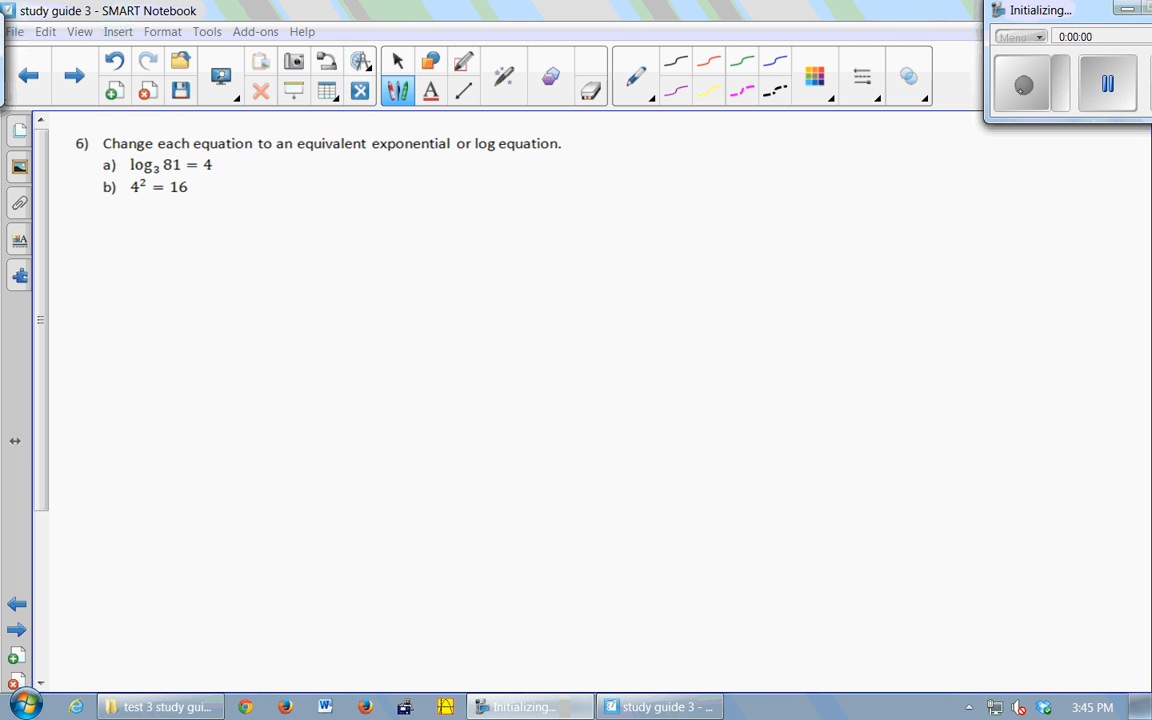 study guide 3 - SMART Notebook
Initializing...
File Edit View Insert Format Tools Add-ons Help
Menu 0:00:00
6) Change each equation to an equivalent exponential or log equation.
a) log₃ 81 = 4
b) 4² = 16
test 3 study gui... Initializing... study guide 3 - ... 3:45 PM